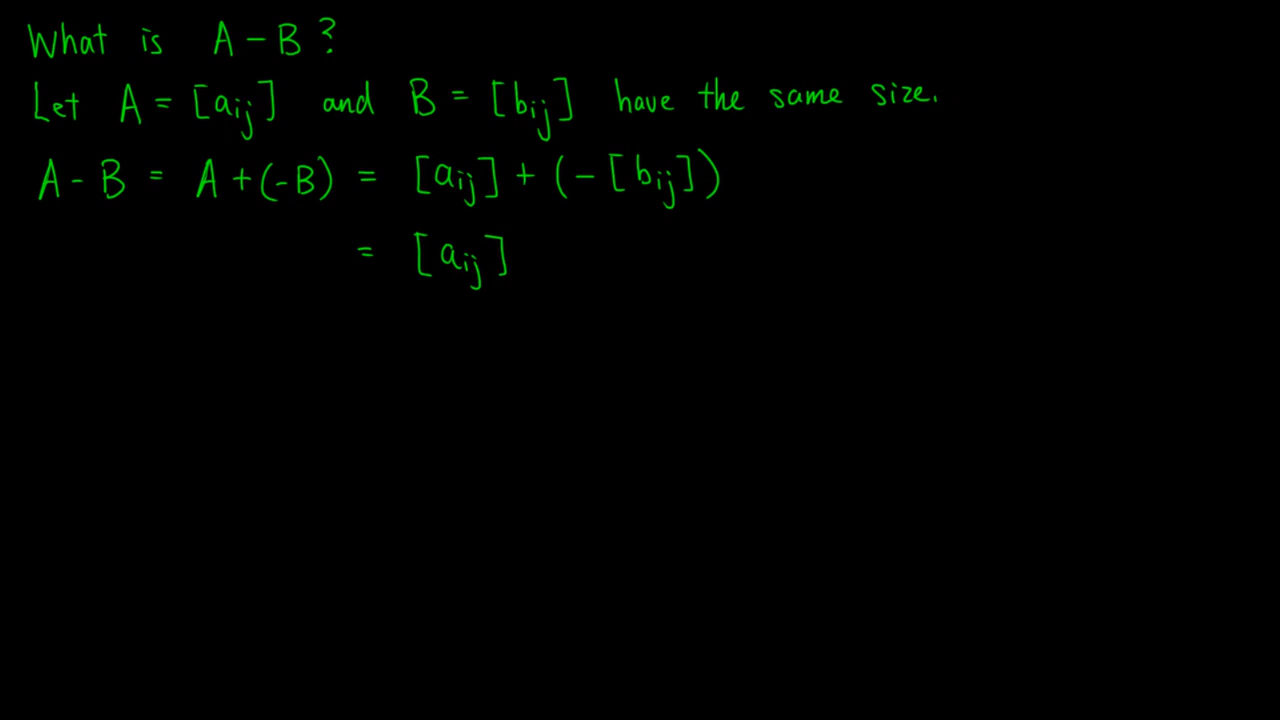 What is A - B ?
Let A = [aij] and B = [bij] have the same size.
A - B = A + (-B) = [aij] + (-[bij])
= [aij]